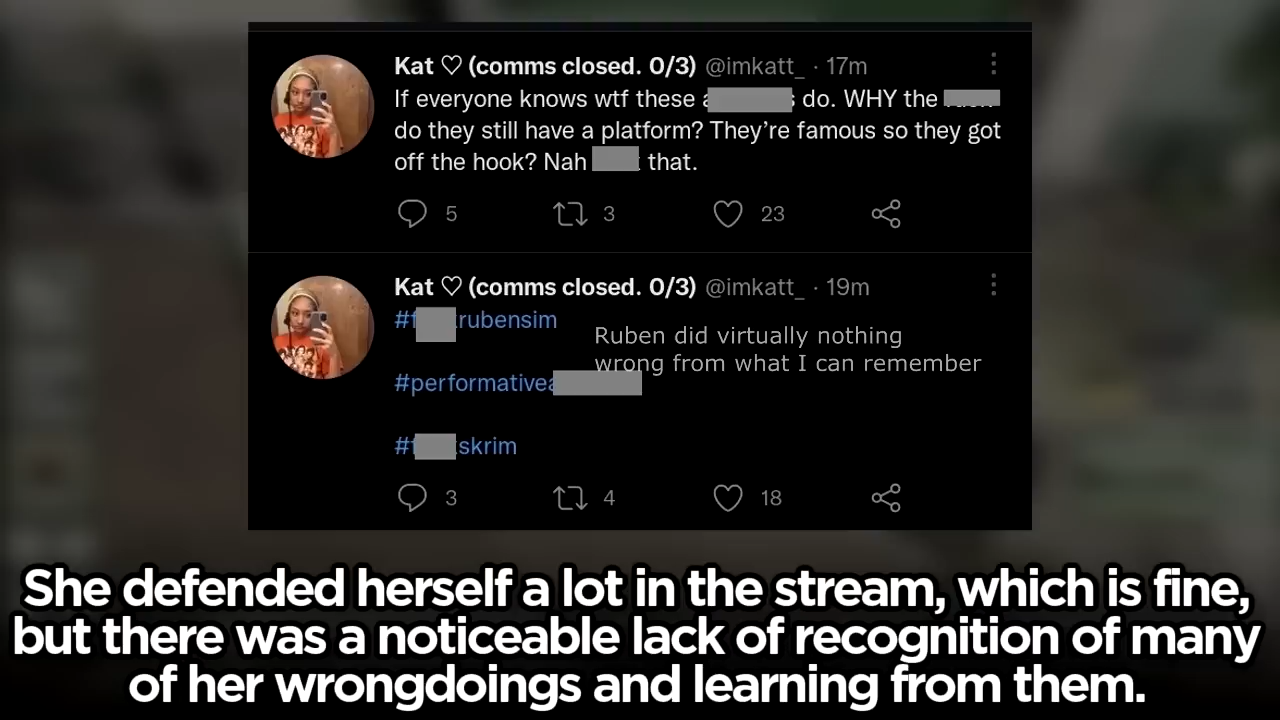 Kat ♡ (comms closed. 0/3) @imkatt_ · 17m
If everyone knows wtf these do. WHY the
do they still have a platform? They’re famous so they got
off the hook? Nah that.
5 3 23
Kat ♡ (comms closed. 0/3) @imkatt_ · 19m
#f rubensim
Ruben did virtually nothing
wrong from what I can remember
#performative
#f skrim
3 4 18
She defended herself a lot in the stream, which is fine,
but there was a noticeable lack of recognition of many
of her wrongdoings and learning from them.